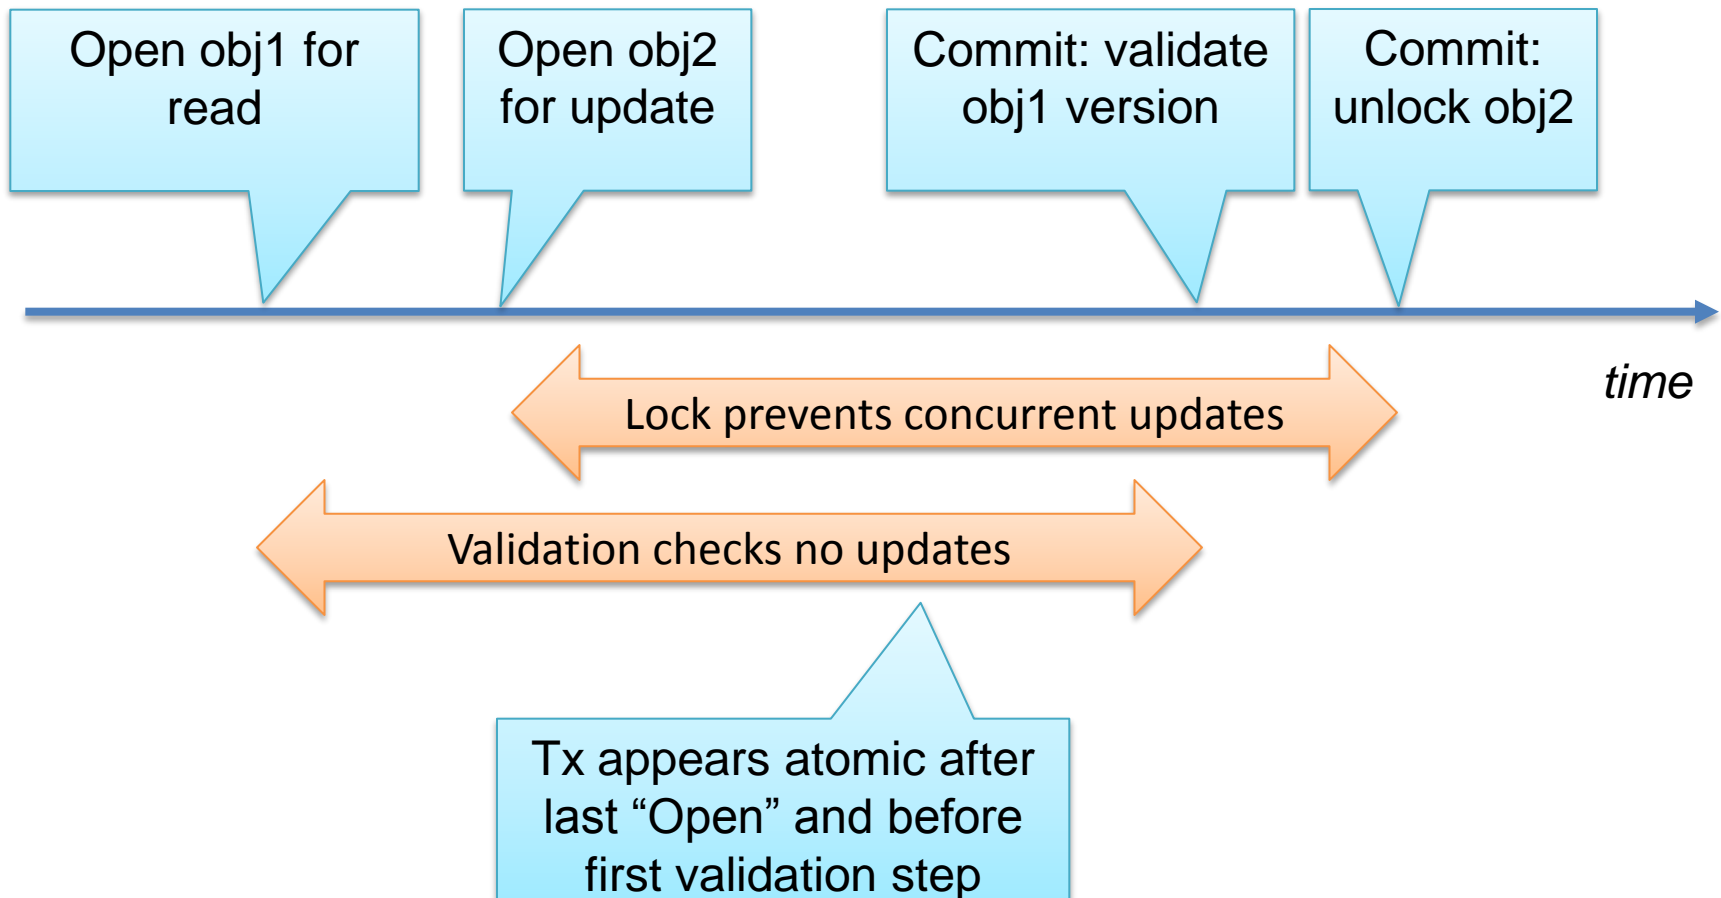 Open obj1 for
read
Open obj2
for update
Commit: validate
obj1 version
Commit:
unlock obj2
time
Lock prevents concurrent updates
Validation checks no updates
Tx appears atomic after
last “Open” and before
first validation step